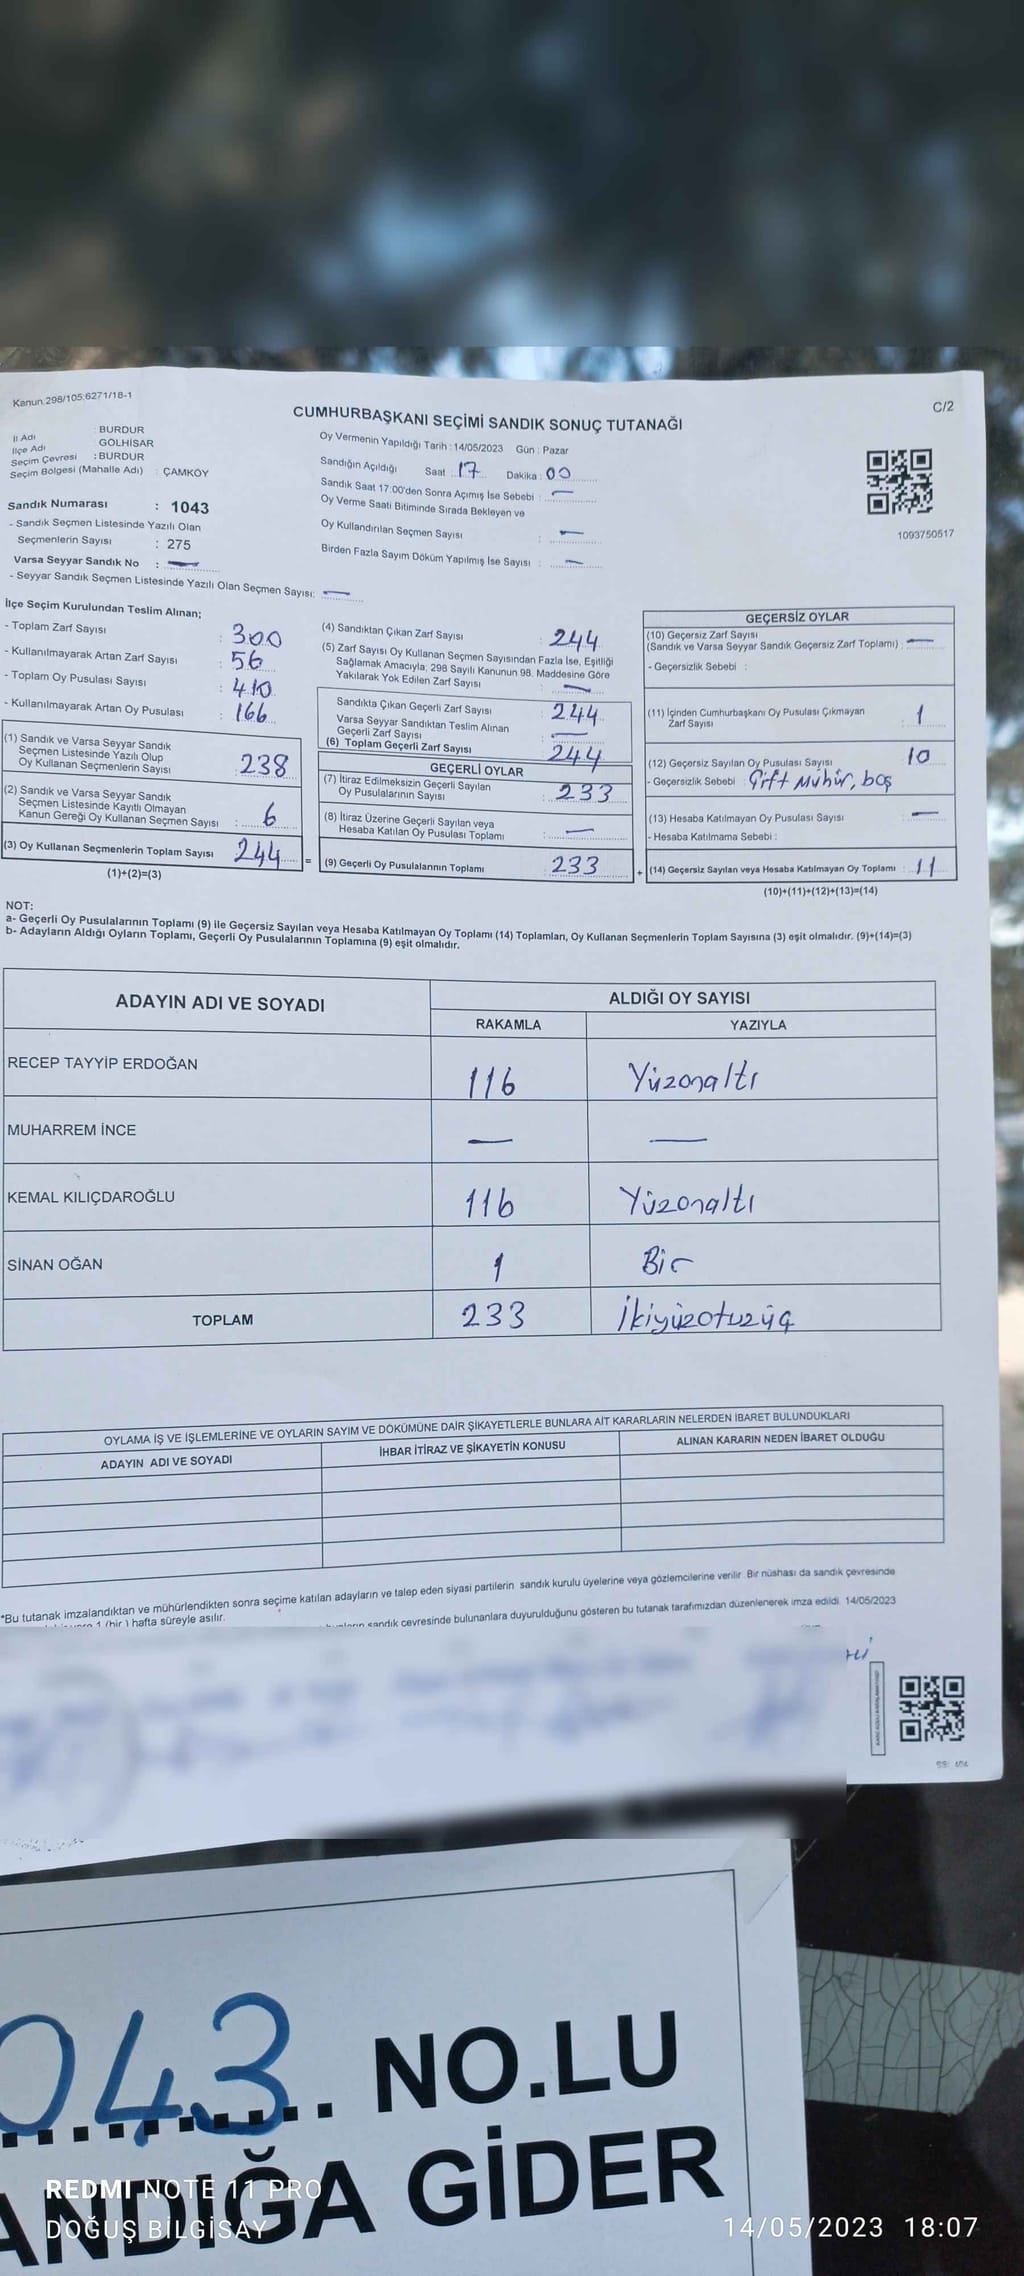 Kanun.298/105;6271/18-1
C/2
CUMHURBAŞKANI SEÇİMİ SANDIK SONUÇ TUTANAĞI
İl Adı : BURDUR
İlçe Adı : GÖLHİSAR
Seçim Çevresi : BURDUR
Seçim Bölgesi (Mahalle Adı) : ÇAMKÖY
Sandık Numarası : 1043
- Sandık Seçmen Listesinde Yazılı Olan
Seçmenlerin Sayısı : 275
Varsa Seyyar Sandık No : —
- Seyyar Sandık Seçmen Listesinde Yazılı Olan Seçmen Sayısı: —
Oy Vermenin Yapıldığı Tarih : 14/05/2023 Gün : Pazar
Sandığın Açıldığı Saat : 17 Dakika : 00
Sandık Saat 17:00'den Sonra Açımış İse Sebebi : —
Oy Verme Saati Bitiminde Sırada Bekleyen ve
Oy Kullandırılan Seçmen Sayısı : —
Birden Fazla Sayım Döküm Yapılmış İse Sayısı : —
1093750517
İlçe Seçim Kurulundan Teslim Alınan;
- Toplam Zarf Sayısı : 300
- Kullanılmayarak Artan Zarf Sayısı : 56
- Toplam Oy Pusulası Sayısı : 410
- Kullanılmayarak Artan Oy Pusulası : 166
(1) Sandık ve Varsa Seyyar Sandık
Seçmen Listesinde Yazılı Olup
Oy Kullanan Seçmenlerin Sayısı : 238
(2) Sandık ve Varsa Seyyar Sandık
Seçmen Listesinde Kayıtlı Olmayan
Kanun Gereği Oy Kullanan Seçmen Sayısı : 6
(3) Oy Kullanan Seçmenlerin Toplam Sayısı 244 =
(1)+(2)=(3)
(4) Sandıktan Çıkan Zarf Sayısı : 244
(5) Zarf Sayısı Oy Kullanan Seçmen Sayısından Fazla İse, Eşitliği
Sağlamak Amacıyla, 298 Sayılı Kanunun 98. Maddesine Göre
Yakılarak Yok Edilen Zarf Sayısı : —
Sandıkta Çıkan Geçerli Zarf Sayısı : 244
Varsa Seyyar Sandıktan Teslim Alınan
Geçerli Zarf Sayısı : —
(6) Toplam Geçerli Zarf Sayısı 244
GEÇERLİ OYLAR
(7) İtiraz Edilmeksizin Geçerli Sayılan
Oy Pusulalarının Sayısı : 233
(8) İtiraz Üzerine Geçerli Sayılan veya
Hesaba Katılan Oy Pusulası Toplamı : —
(9) Geçerli Oy Pusulalarının Toplamı 233 +
GEÇERSİZ OYLAR
(10) Geçersiz Zarf Sayısı
(Sandık ve Varsa Seyyar Sandık Geçersiz Zarf Toplamı) : —
- Geçersizlik Sebebi :
(11) İçinden Cumhurbaşkanı Oy Pusulası Çıkmayan
Zarf Sayısı : 1
(12) Geçersiz Sayılan Oy Pusulası Sayısı : 10
- Geçersizlik Sebebi : Çift Mühür, boş
(13) Hesaba Katılmayan Oy Pusulası Sayısı : —
- Hesaba Katılmama Sebebi :
(14) Geçersiz Sayılan veya Hesaba Katılmayan Oy Toplamı : 11
(10)+(11)+(12)+(13)=(14)
NOT:
a- Geçerli Oy Pusulalarının Toplamı (9) ile Geçersiz Sayılan veya Hesaba Katılmayan Oy Toplamı (14) Toplamları, Oy Kullanan Seçmenlerin Toplam Sayısına (3) eşit olmalıdır. (9)+(14)=(3)
b- Adayların Aldığı Oyların Toplamı, Geçerli Oy Pusulalarının Toplamına (9) eşit olmalıdır.
ADAYIN ADI VE SOYADI ALDIĞI OY SAYISI
RAKAMLA YAZIYLA
RECEP TAYYİP ERDOĞAN 116 Yüzonaltı
MUHARREM İNCE — —
KEMAL KILIÇDAROĞLU 116 Yüzonaltı
SİNAN OĞAN 1 Bir
TOPLAM 233 İkiyüzotuzüç
OYLAMA İŞ VE İŞLEMLERİNE VE OYLARIN SAYIM VE DÖKÜMÜNE DAİR ŞİKAYETLERLE BUNLARA AİT KARARLARIN NELERDEN İBARET BULUNDUKLARI
ADAYIN ADI VE SOYADI İHBAR İTİRAZ VE ŞİKAYETİN KONUSU ALINAN KARARIN NEDEN İBARET OLDUĞU
*Bu tutanak imzalandıktan ve mühürlendikten sonra seçime katılan adayların ve talep eden siyasi partilerin sandık kurulu üyelerine veya gözlemcilerine verilir. Bir nüshası da sandık çevresinde
1 (bir ) hafta süreyle asılır.
sandık çevresinde bulunanlara duyurulduğunu gösteren bu tutanak tarafımızdan düzenlenerek imza edildi. 14/05/2023
043 NO.LU
ANDIĞA GİDER
REDMI NOTE 11 PRO
DOĞUŞ BİLGİSAY
14/05/2023 18:07